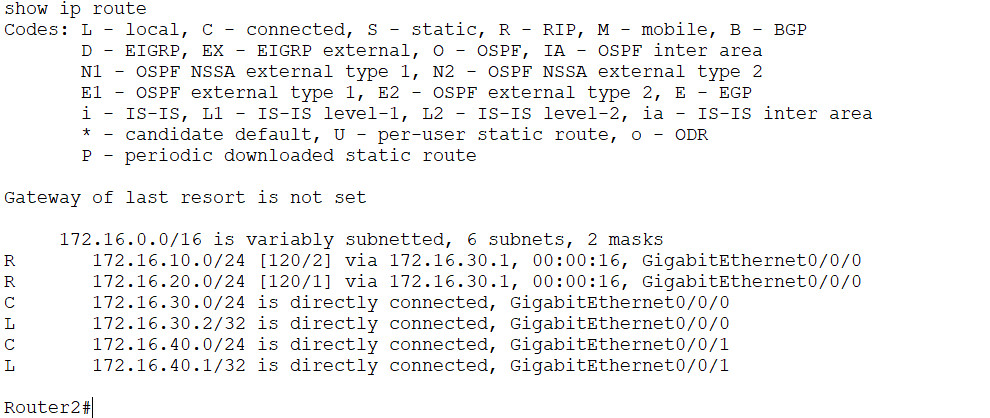 show ip route
Codes: L - local, C - connected, S - static, R - RIP, M - mobile, B - BGP
       D - EIGRP, EX - EIGRP external, O - OSPF, IA - OSPF inter area
       N1 - OSPF NSSA external type 1, N2 - OSPF NSSA external type 2
       E1 - OSPF external type 1, E2 - OSPF external type 2, E - EGP
       i - IS-IS, L1 - IS-IS level-1, L2 - IS-IS level-2, ia - IS-IS inter area
       * - candidate default, U - per-user static route, o - ODR
       P - periodic downloaded static route

Gateway of last resort is not set

     172.16.0.0/16 is variably subnetted, 6 subnets, 2 masks
R       172.16.10.0/24 [120/2] via 172.16.30.1, 00:00:16, GigabitEthernet0/0/0
R       172.16.20.0/24 [120/1] via 172.16.30.1, 00:00:16, GigabitEthernet0/0/0
C       172.16.30.0/24 is directly connected, GigabitEthernet0/0/0
L       172.16.30.2/32 is directly connected, GigabitEthernet0/0/0
C       172.16.40.0/24 is directly connected, GigabitEthernet0/0/1
L       172.16.40.1/32 is directly connected, GigabitEthernet0/0/1

Router2#